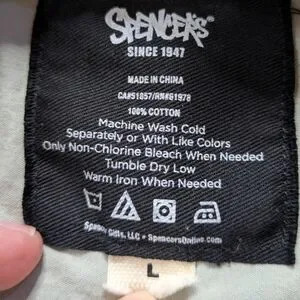 SPENCER'S
SINCE 1947
MADE IN CHINA
CA#51857/RN#81978
100% COTTON
Machine Wash Cold
Separately or With Like Colors
Only Non-Chlorine Bleach When Needed
Tumble Dry Low
Warm Iron When Needed
Spencer Gifts, LLC • SpencersOnline.com
L